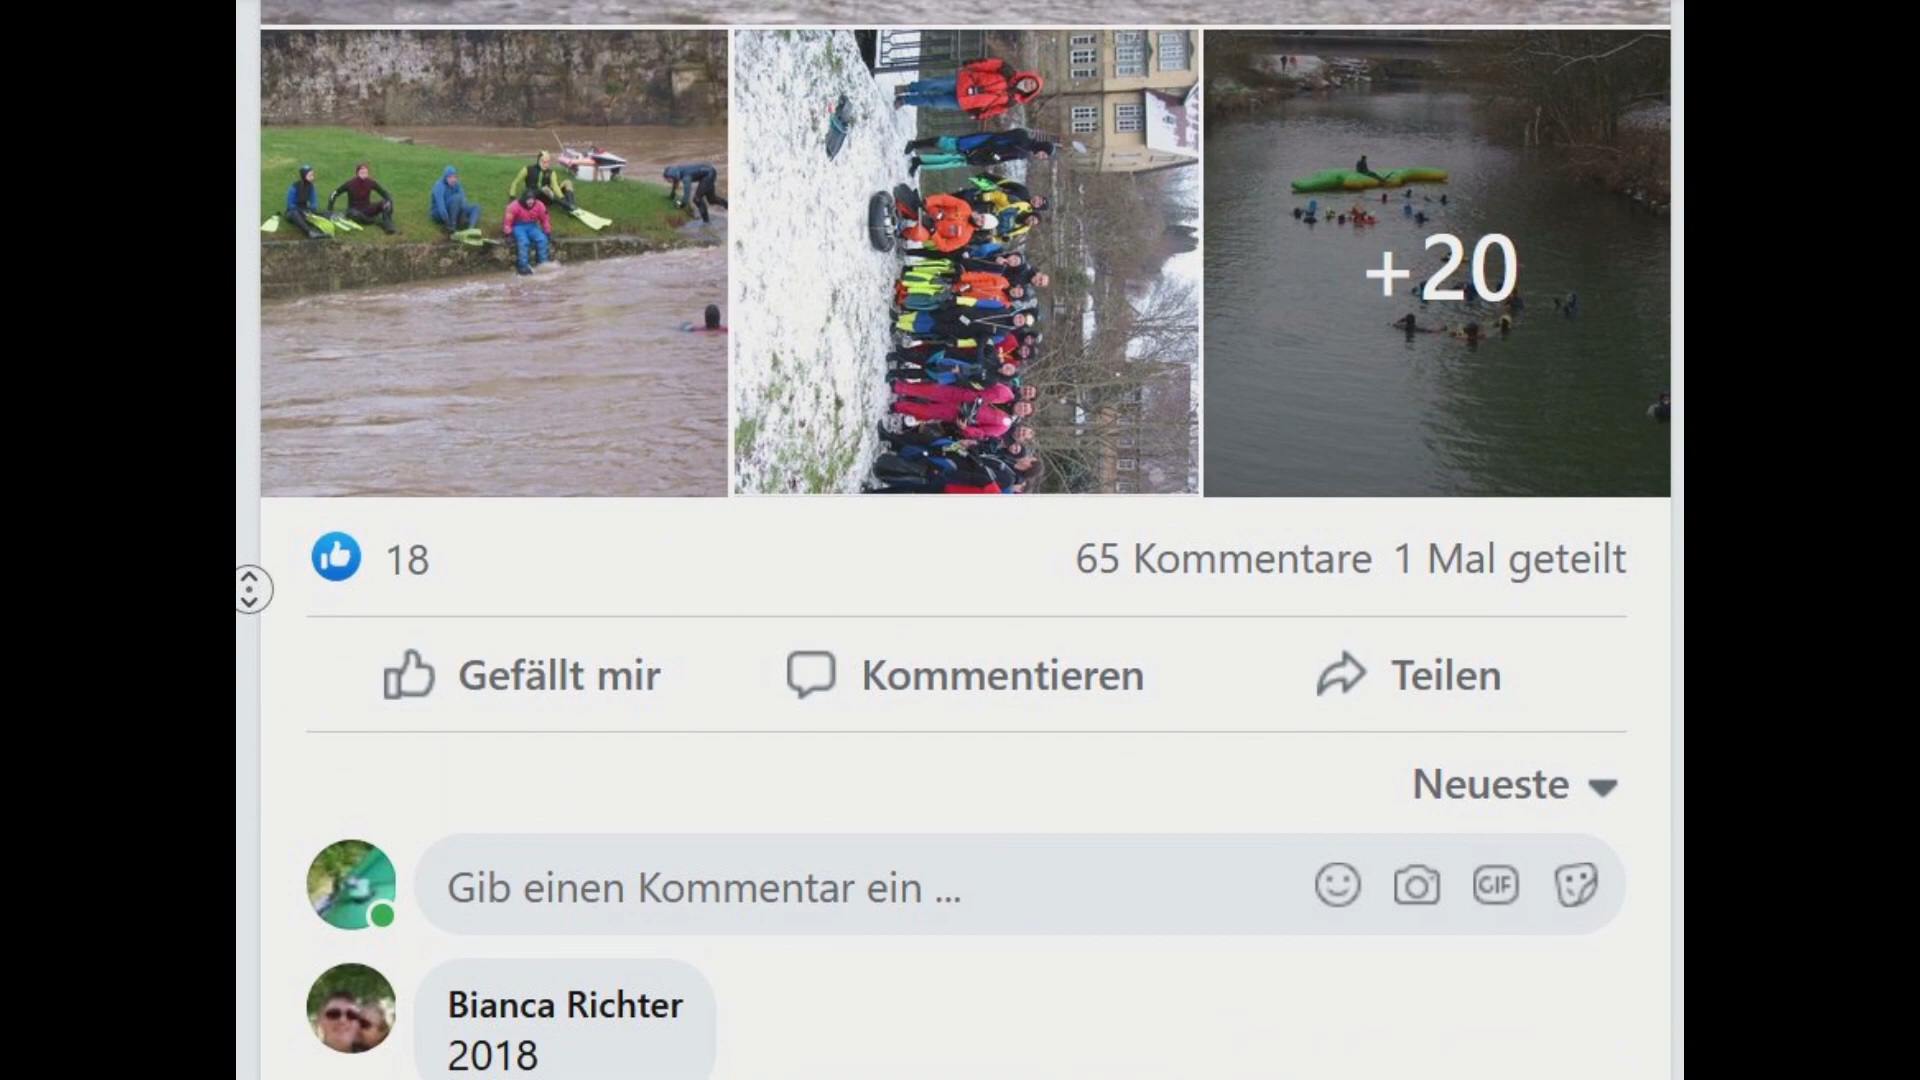 +20
18
65 Kommentare 1 Mal geteilt
Gefällt mir Kommentieren Teilen
Neueste
Gib einen Kommentar ein ...
GIF
Bianca Richter
2018